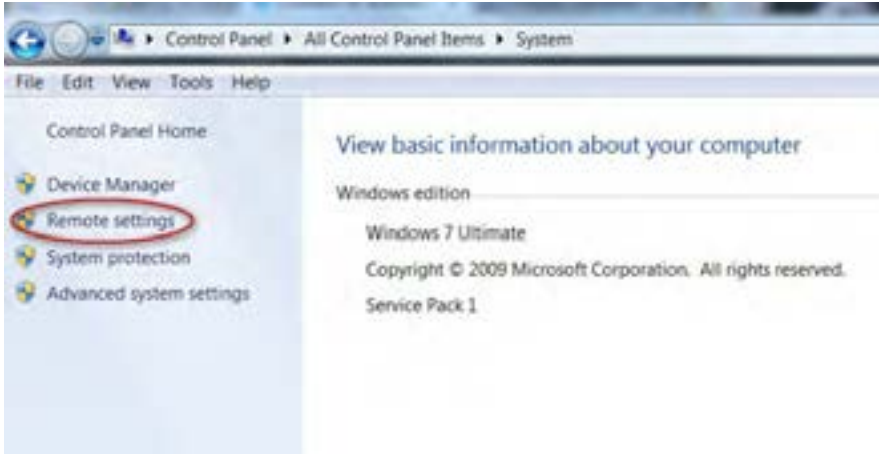 Control Panel ▸ All Control Panel Items ▸ System
File Edit View Tools Help
Control Panel Home
Device Manager
Remote settings
System protection
Advanced system settings
View basic information about your computer
Windows edition
Windows 7 Ultimate
Copyright © 2009 Microsoft Corporation. All rights reserved.
Service Pack 1